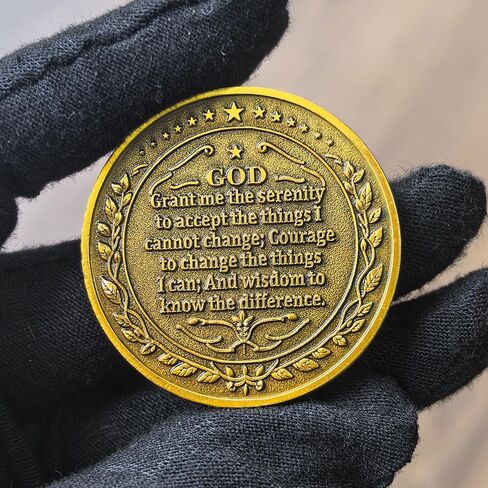 GOD
Grant me the serenity
to accept the things I
cannot change; Courage
to change the things
I can; And wisdom to
know the difference.